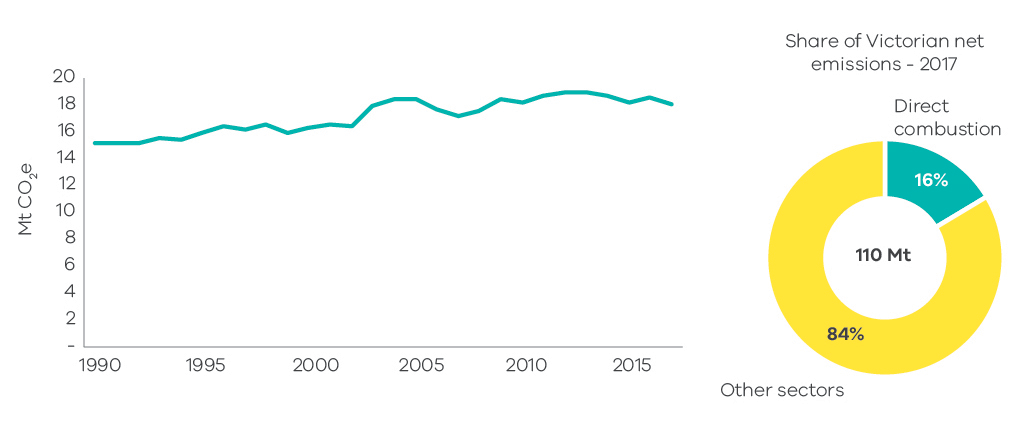 Share of Victorian net
emissions - 2017
20
18
16
14
12
10
8
6
4
2
-
Mt CO₂e
1990 1995 2000 2005 2010 2015
Direct
combustion
16%
110 Mt
84%
Other sectors